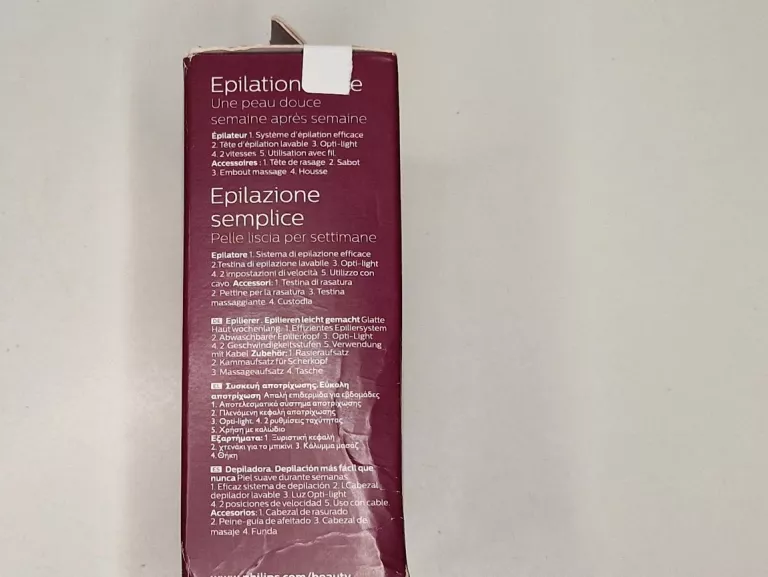 Epilation e
Une peau douce
semaine après semaine
Épilateur 1. Système d'épilation efficace
2. Tête d'épilation lavable 3. Opti-light
4. 2 vitesses 5. Utilisation avec fil
Accessoires : 1. Tête de rasage 2. Sabot
3. Embout massage 4. Housse
Epilazione
semplice
Pelle liscia per settimane
Epilatore 1. Sistema di epilazione efficace
2.Testina di epilazione lavabile 3. Opti-light
4. 2 impostazioni di velocità 5. Utilizzo con
cavo. Accessori: 1. Testina di rasatura
2. Pettine per la rasatura 3. Testina
massaggiante 4. Custodia
DE Epilierer. Epilieren leicht gemacht Glatte
Haut wochenlang. 1. Effizientes Epiliersystem
2. Abwaschbarer Epilierkopf 3. Opti-Light
4. 2 Geschwindigkeitsstufen 5. Verwendung
mit Kabel Zubehör: 1. Rasieraufsatz
2. Kammaufsatz für Scherkopf
3. Massageaufsatz 4. Tasche
EL Συσκευή αποτρίχωσης. Εύκολη
αποτρίχωση Απαλή επιδερμίδα για εβδομάδες
1. Αποτελεσματικό σύστημα αποτρίχωσης
2. Πλενόμενη κεφαλή αποτρίχωσης
3. Opti-light. 4. 2 ρυθμίσεις ταχύτητας
5. Χρήση με καλώδιο
Εξαρτήματα: 1. Ξυριστική κεφαλή
2. χτενάκι για το μπικίνι 3. Κάλυμμα μασάζ
4. Θήκη
ES Depiladora. Depilación más fácil que
nunca Piel suave durante semanas.
1. Eficaz sistema de depilación 2. LCabezal
depilador lavable 3. Luz Opti-light
4. 2 posiciones de velocidad 5. Uso con cable.
Accesorios: 1. Cabezal de rasurado
2. Peine-guía de afeitado 3. Cabezal de
masaje 4. Funda
www.philips.com/beauty